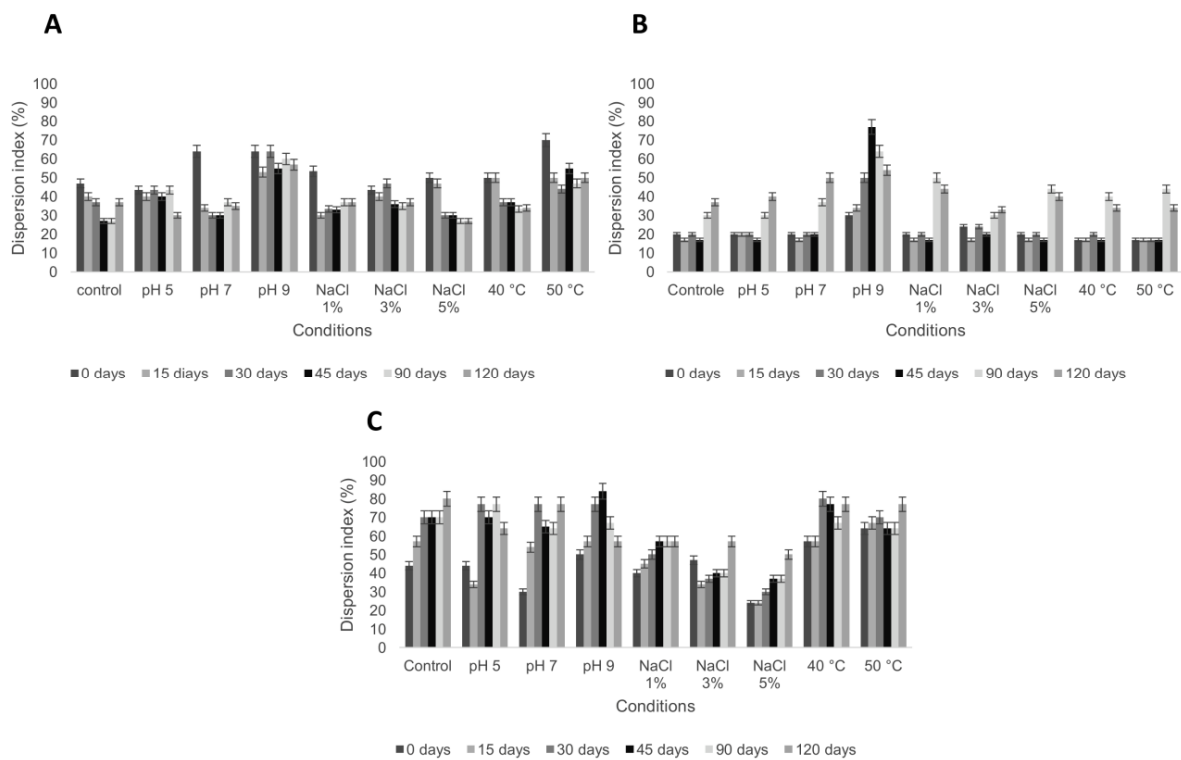 A
Dispersion index (%)
100
90
80
70
60
50
40
30
20
10
0
control pH 5 pH 7 pH 9 NaCl 1% NaCl 3% NaCl 5% 40 °C 50 °C
Conditions
0 days 15 diays 30 days 45 days 90 days 120 days
B
Dispersion index (%)
100
90
80
70
60
50
40
30
20
10
0
Controle pH 5 pH 7 pH 9 NaCl 1% NaCl 3% NaCl 5% 40 °C 50 °C
Conditions
0 days 15 days 30 days 45 days 90 days 120 days
C
Dispersion index (%)
100
90
80
70
60
50
40
30
20
10
0
Control pH 5 pH 7 pH 9 NaCl 1% NaCl 3% NaCl 5% 40 °C 50 °C
Conditions
0 days 15 days 30 days 45 days 90 days 120 days